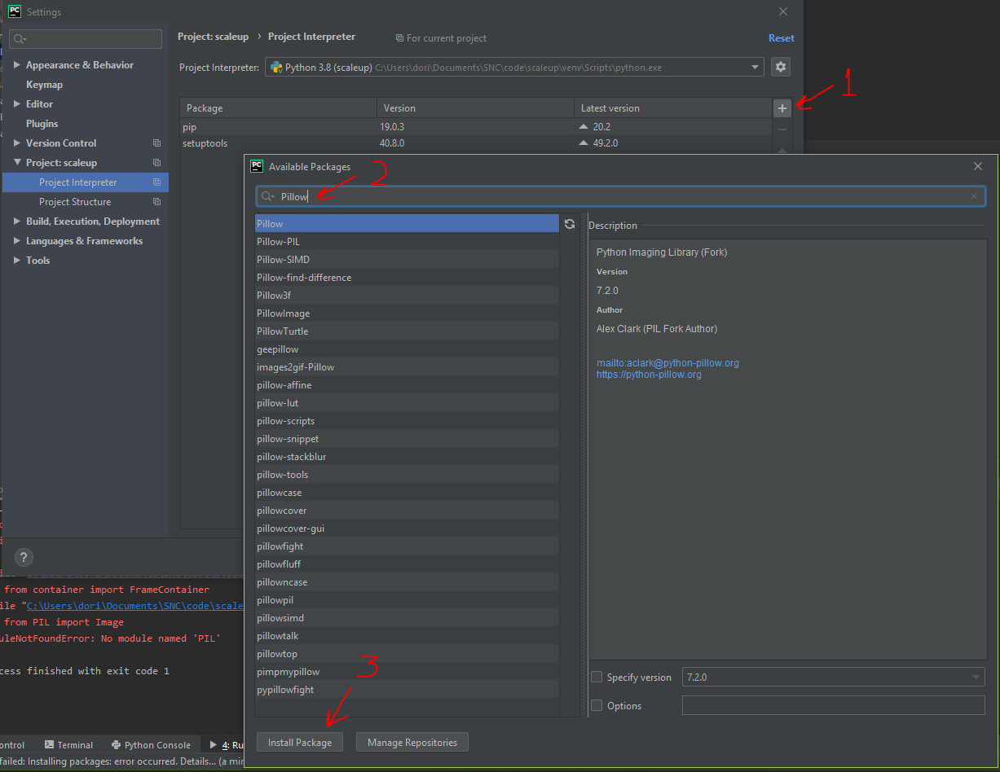 PC Settings
Project: scaleup › Project Interpreter
For current project
Reset
Appearance & Behavior
Keymap
Editor
Plugins
Version Control
Project: scaleup
Project Interpreter
Project Structure
Build, Execution, Deployment
Languages & Frameworks
Tools
?
Project Interpreter:
Python 3.8 (scaleup) C:\Users\dori\Documents\SNC\code\scaleup\venv\Scripts\python.exe
1
Package Version Latest version
pip 19.0.3 20.2
setuptools 40.8.0 49.2.0
PC Available Packages
2
Pillow
Pillow
Pillow-PIL
Pillow-SIMD
Pillow-find-difference
Pillow3f
PillowImage
PillowTurtle
geepillow
images2gif-Pillow
pillow-affine
pillow-lut
pillow-scripts
pillow-snippet
pillow-stackblur
pillow-tools
pillowcase
pillowcover
pillowcover-gui
pillowfight
pillowfluff
pillowncase
pillowpil
pillowsimd
pillowtalk
pillowtop
pimpmypillow
pypillowfight
Description
Python Imaging Library (Fork)
Version
7.2.0
Author
Alex Clark (PIL Fork Author)
mailto:aclark@python-pillow.org
https://python-pillow.org
Specify version 7.2.0
Options
3
Install Package
Manage Repositories
from container import FrameContainer
ile "C:\Users\dori\Documents\SNC\code\scale
from PIL import Image
uleNotFoundError: No module named 'PIL'
cess finished with exit code 1
ontrol Terminal Python Console 4: Ru
failed: Installing packages: error occurred. Details... (a min